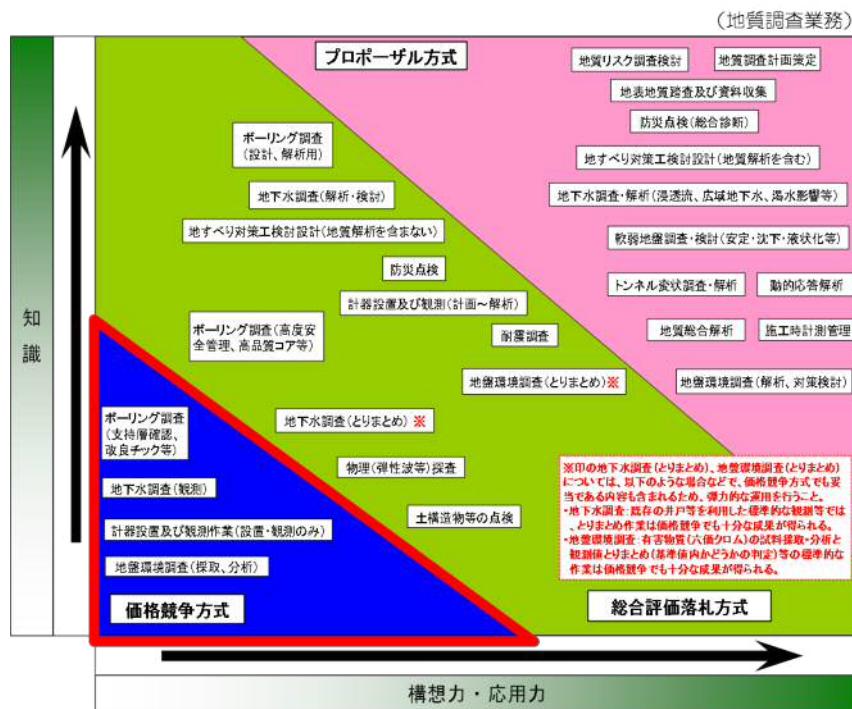 （地質調査業務）
プロポーザル方式
地質リスク調査検討
地質調査計画策定
地表地質踏査及び資料収集
防災点検（総合診断）
ボーリング調査
（設計、解析用）
地すべり対策工検討設計（地質解析を含む）
地下水調査（解析・検討）
地下水調査・解析（浸透流、広域地下水、渇水影響等）
地すべり対策工検討設計（地質解析を含まない）
軟弱地盤調査・検討（安定・沈下・液状化等）
防災点検
トンネル変状調査・解析
動的応答解析
計器設置及び観測（計画～解析）
ボーリング調査（高度安
全管理、高品質コア等）
耐震調査
地質総合解析
施工時計測管理
地盤環境調査（とりまとめ）※
地盤環境調査（解析、対策検討）
知識
ボーリング調査
（支持層確認、
改良チック等）
地下水調査（とりまとめ）※
物理（弾性波等）探査
地下水調査（観測）
土構造物等の点検
計器設置及び観測作業（設置・観測のみ）
地盤環境調査（採取、分析）
※印の地下水調査（とりまとめ）、地盤環境調査（とりまとめ）
については、以下のような場合などで、価格競争方式でも妥
当である内容も含まれるため、弾力的な運用を行うこと。
・地下水調査：既存の井戸等を利用した標準的な観測等では
、とりまとめ作業は価格競争でも十分な成果が得られる。
・地盤環境調査：有害物質（六価クロム）の試料採取・分析と
観測値とりまとめ（基準値内かどうかの判定）等の標準的な
作業は価格競争でも十分な成果が得られる。
価格競争方式
総合評価落札方式
構想力・応用力